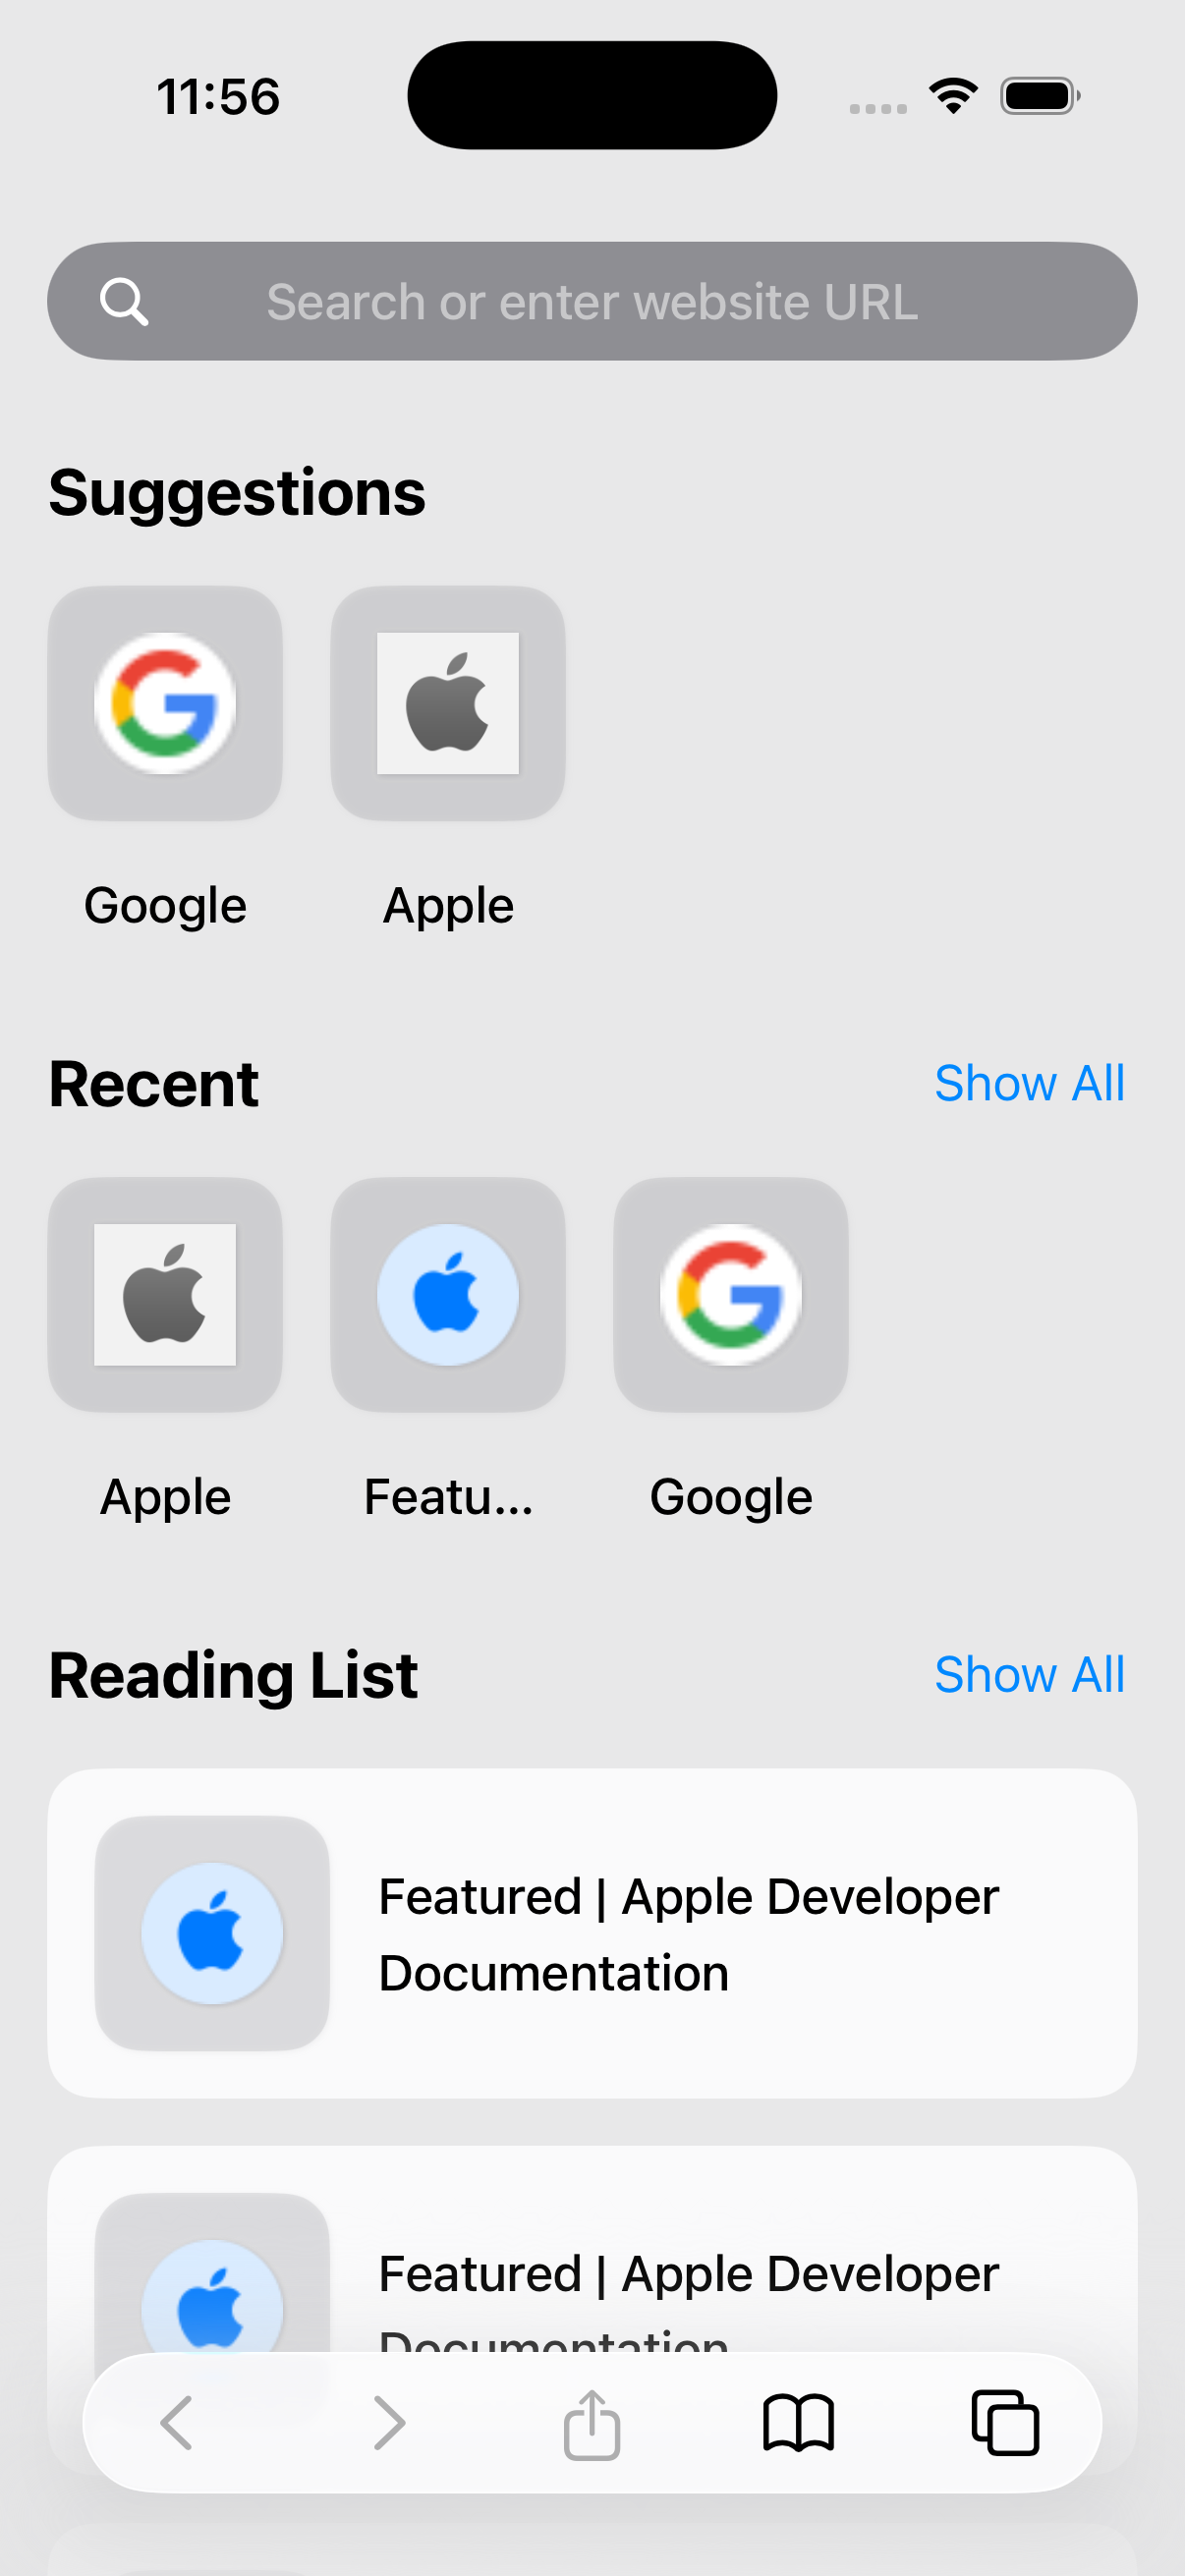 11:56
Search or enter website URL
Suggestions
Google
Apple
Recent
Show All
Apple
Featu...
Google
Reading List
Show All
Featured | Apple Developer
Documentation
Featured | Apple Developer
Documentation